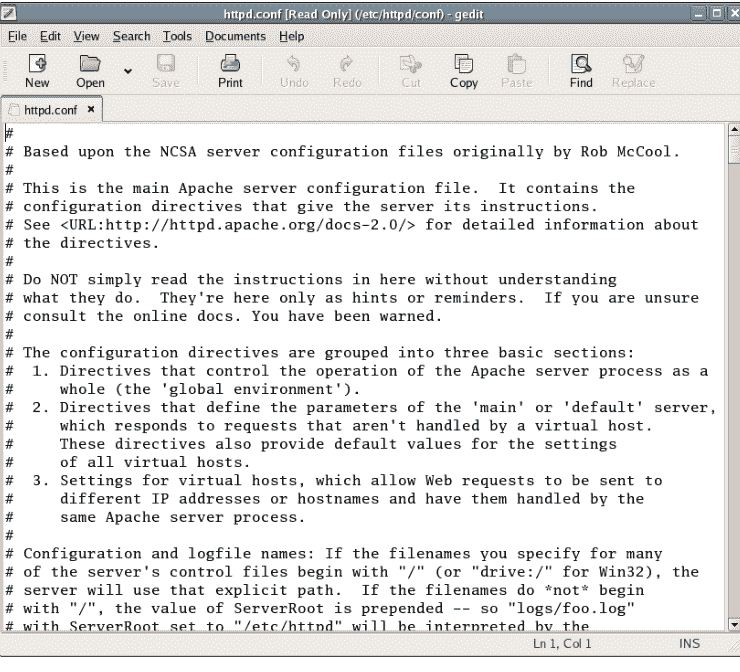 httpd.conf [Read Only] (/etc/httpd/conf) - gedit
File Edit View Search Tools Documents Help
New Open Save Print Undo Redo Cut Copy Paste Find Replace
httpd.conf
#
# Based upon the NCSA server configuration files originally by Rob McCool.
#
# This is the main Apache server configuration file.  It contains the
# configuration directives that give the server its instructions.
# See <URL:http://httpd.apache.org/docs-2.0/> for detailed information about
# the directives.
#
# Do NOT simply read the instructions in here without understanding
# what they do.  They're here only as hints or reminders.  If you are unsure
# consult the online docs. You have been warned.
#
# The configuration directives are grouped into three basic sections:
#  1. Directives that control the operation of the Apache server process as a
#     whole (the 'global environment').
#  2. Directives that define the parameters of the 'main' or 'default' server,
#     which responds to requests that aren't handled by a virtual host.
#     These directives also provide default values for the settings
#     of all virtual hosts.
#  3. Settings for virtual hosts, which allow Web requests to be sent to
#     different IP addresses or hostnames and have them handled by the
#     same Apache server process.
#
# Configuration and logfile names: If the filenames you specify for many
# of the server's control files begin with "/" (or "drive:/" for Win32), the
# server will use that explicit path.  If the filenames do *not* begin
# with "/", the value of ServerRoot is prepended -- so "logs/foo.log"
# with ServerRoot set to "/etc/httpd" will be interpreted by the
Ln 1, Col 1 INS